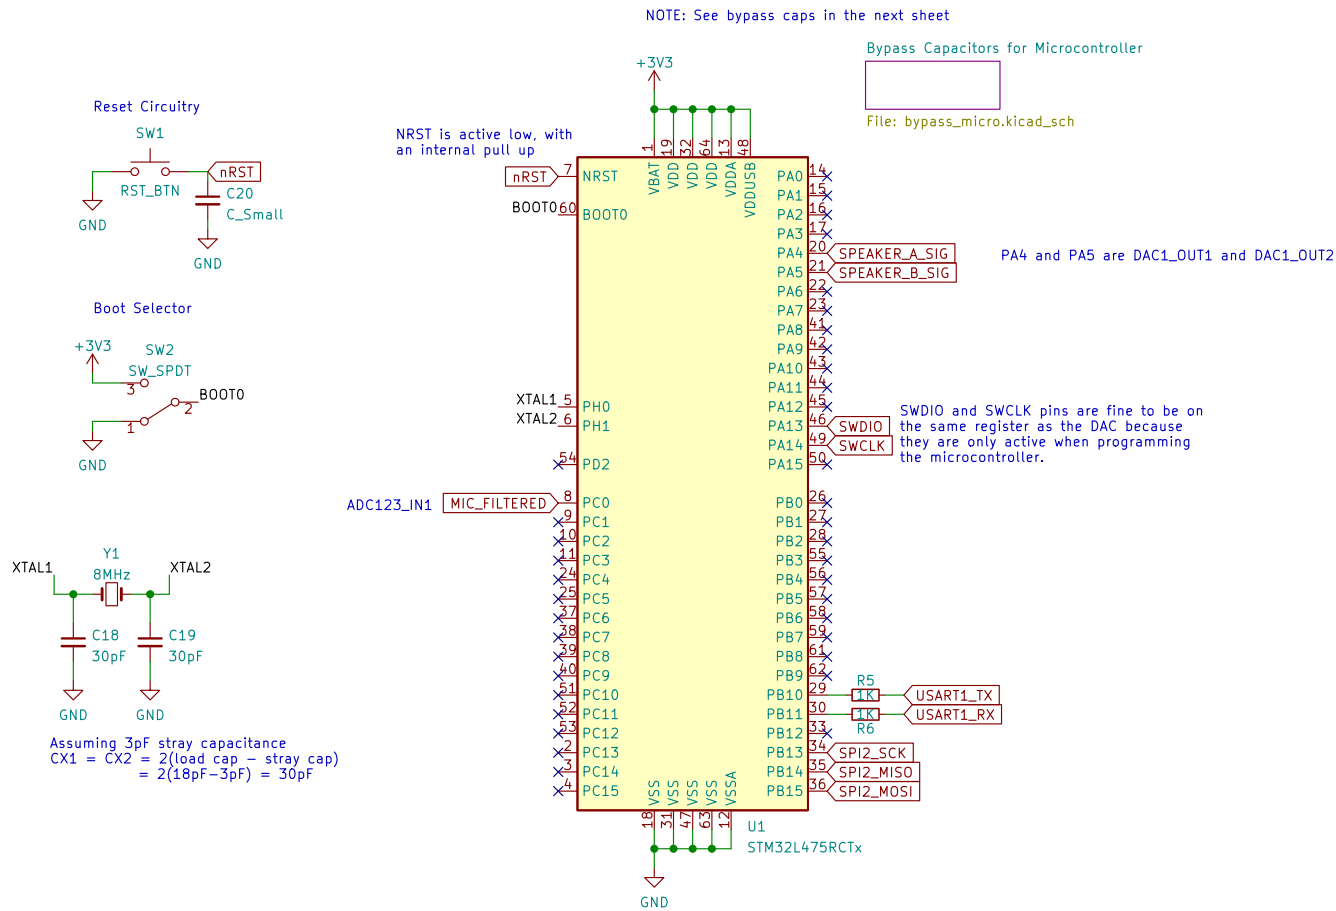 NOTE: See bypass caps in the next sheet
Bypass Capacitors for Microcontroller
File: bypass_micro.kicad_sch
Reset Circuitry
SW1
RST_BTN
nRST
C20
C_Small
GND
GND
Boot Selector
+3V3
SW2
SW_SPDT
3
BOOT0
2
1
GND
XTAL1
Y1
8MHz
XTAL2
C18
30pF
C19
30pF
GND
GND
Assuming 3pF stray capacitance
CX1 = CX2 = 2(load cap - stray cap)
= 2(18pF-3pF) = 30pF
NRST is active low, with
an internal pull up
+3V3
1 19 32 64 13 48
VBAT VDD VDD VDD VDDA VDDUSB
nRST 7 NRST
BOOT0 60 BOOT0
XTAL1 5 PH0
XTAL2 6 PH1
54 PD2
ADC123_IN1 MIC_FILTERED 8 PC0
9 PC1
10 PC2
11 PC3
24 PC4
25 PC5
37 PC6
38 PC7
39 PC8
40 PC9
51 PC10
52 PC11
53 PC12
2 PC13
3 PC14
4 PC15
PA0 14
PA1 15
PA2 16
PA3 17
PA4 20 SPEAKER_A_SIG
PA5 21 SPEAKER_B_SIG
PA4 and PA5 are DAC1_OUT1 and DAC1_OUT2
PA6 22
PA7 23
PA8 41
PA9 42
PA10 43
PA11 44
PA12 45
PA13 46 SWDIO
PA14 49 SWCLK
PA15 50
SWDIO and SWCLK pins are fine to be on
the same register as the DAC because
they are only active when programming
the microcontroller.
PB0 26
PB1 27
PB2 28
PB3 55
PB4 56
PB5 57
PB6 58
PB7 59
PB8 61
PB9 62
R5
PB10 29 1K USART1_TX
PB11 30 1K USART1_RX
R6
PB12 33
PB13 34 SPI2_SCK
PB14 35 SPI2_MISO
PB15 36 SPI2_MOSI
VSS VSS VSS VSS VSSA
18 31 47 63 12
U1
STM32L475RCTx
GND